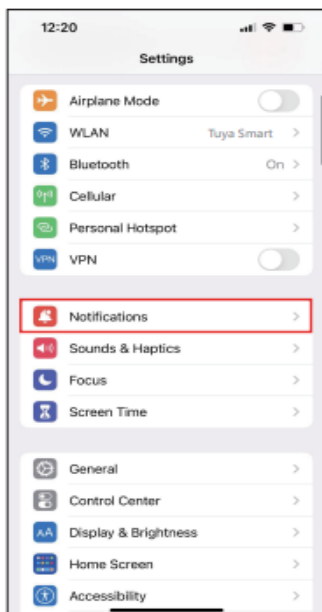 12:20
Settings
Airplane Mode
WLAN Tuya Smart
Bluetooth On
Cellular
Personal Hotspot
VPN VPN
Notifications
Sounds & Haptics
Focus
Screen Time
General
Control Center
AA Display & Brightness
Home Screen
Accessibility